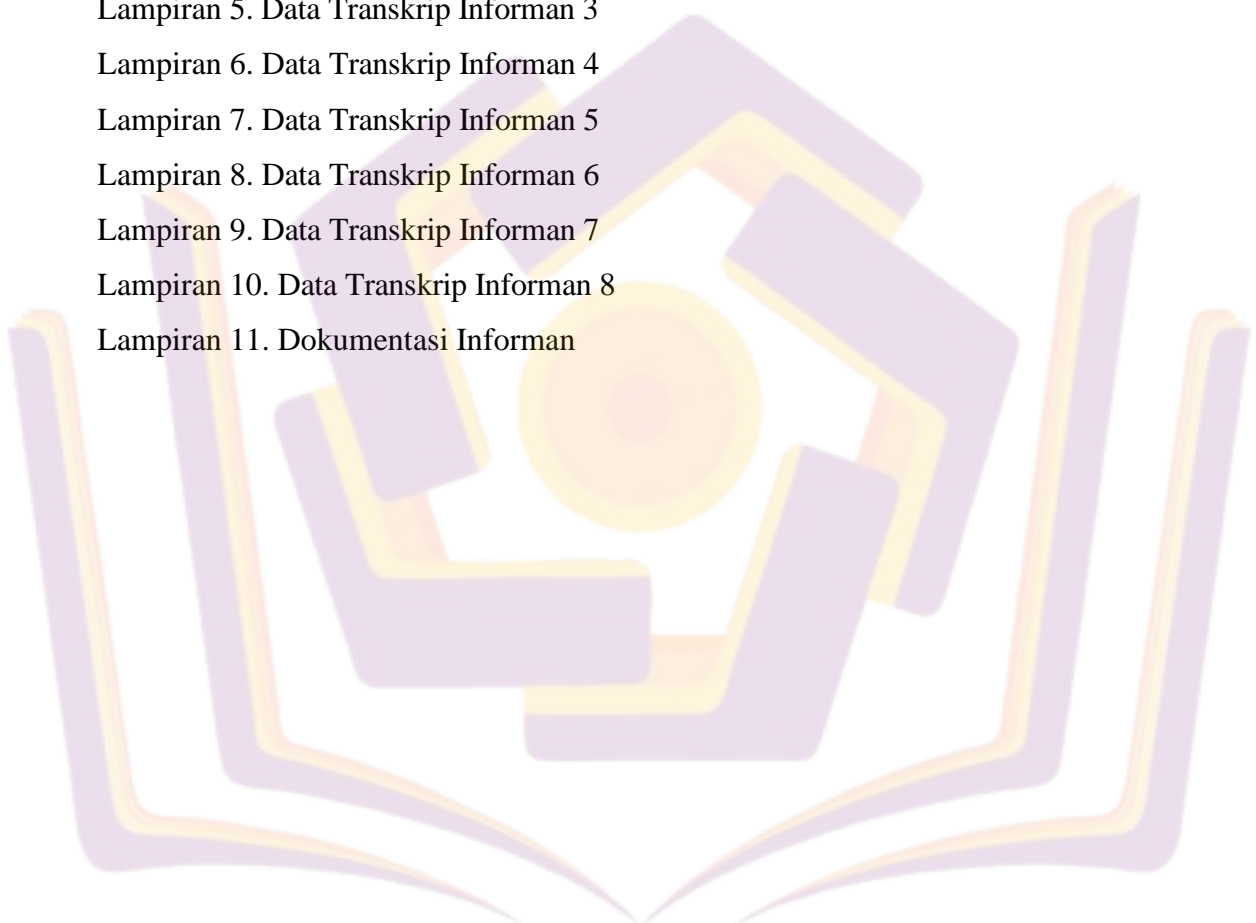 Lampiran 5. Data Transkrip Informan 3
Lampiran 6. Data Transkrip Informan 4
Lampiran 7. Data Transkrip Informan 5
Lampiran 8. Data Transkrip Informan 6
Lampiran 9. Data Transkrip Informan 7
Lampiran 10. Data Transkrip Informan 8
Lampiran 11. Dokumentasi Informan